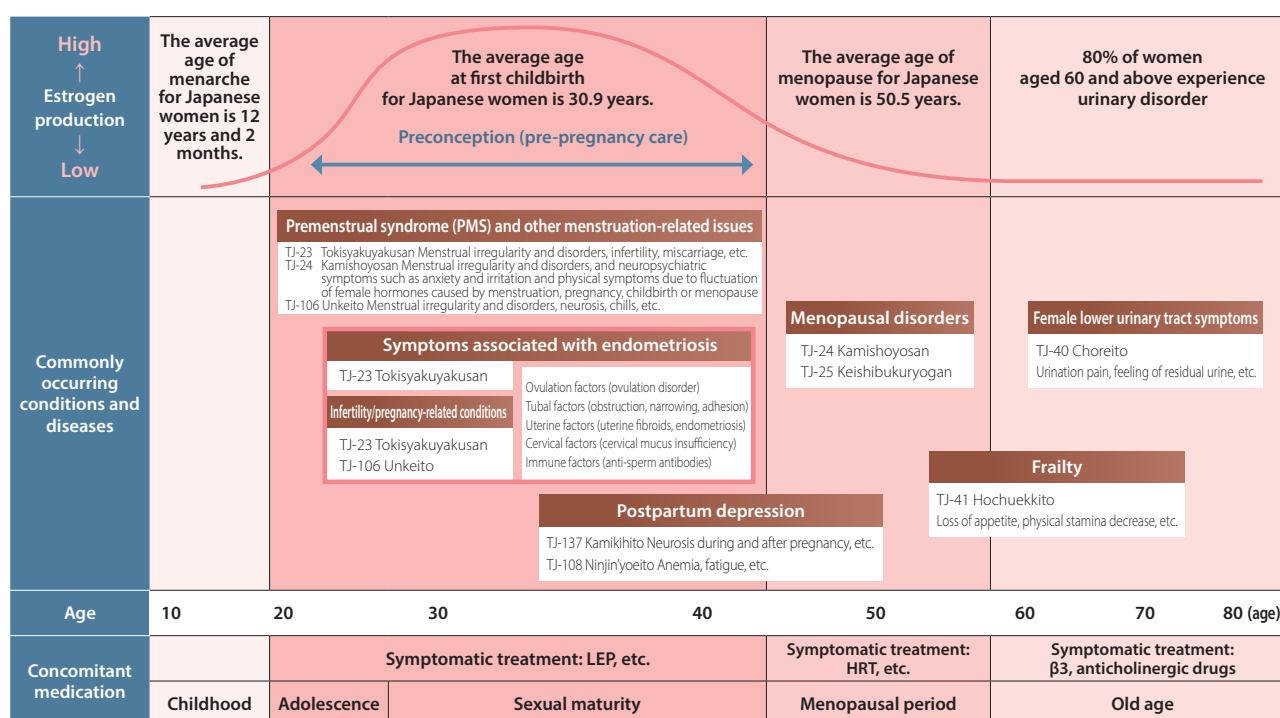 High
↑
Estrogen
production
↓
Low
The average
age of
menarche
for Japanese
women is 12
years and 2
months.
The average age
at first childbirth
for Japanese women is 30.9 years.
Preconception (pre-pregnancy care)
The average age of
menopause for Japanese
women is 50.5 years.
80% of women
aged 60 and above experience
urinary disorder
Commonly
occurring
conditions and
diseases
Premenstrual syndrome (PMS) and other menstruation-related issues
TJ-23 Tokisyakuyakusan Menstrual irregularity and disorders, infertility, miscarriage, etc.
TJ-24 Kamishoyosan Menstrual irregularity and disorders, and neuropsychiatric
symptoms such as anxiety and irritation and physical symptoms due to fluctuation
of female hormones caused by menstruation, pregnancy, childbirth or menopause
TJ-106 Unkeito Menstrual irregularity and disorders, neurosis, chills, etc.
Symptoms associated with endometriosis
TJ-23 Tokisyakuyakusan
Infertility/pregnancy-related conditions
TJ-23 Tokisyakuyakusan
TJ-106 Unkeito
Ovulation factors (ovulation disorder)
Tubal factors (obstruction, narrowing, adhesion)
Uterine factors (uterine fibroids, endometriosis)
Cervical factors (cervical mucus insufficiency)
Immune factors (anti-sperm antibodies)
Postpartum depression
TJ-137 Kamikihito Neurosis during and after pregnancy, etc.
TJ-108 Ninjin'yoeito Anemia, fatigue, etc.
Menopausal disorders
TJ-24 Kamishoyosan
TJ-25 Keishibukuryogan
Female lower urinary tract symptoms
TJ-40 Choreito
Urination pain, feeling of residual urine, etc.
Frailty
TJ-41 Hochuekkito
Loss of appetite, physical stamina decrease, etc.
Age 10 20 30 40 50 60 70 80 (age)
Concomitant
medication
Symptomatic treatment: LEP, etc.
Symptomatic treatment:
HRT, etc.
Symptomatic treatment:
β3, anticholinergic drugs
Childhood Adolescence Sexual maturity Menopausal period Old age